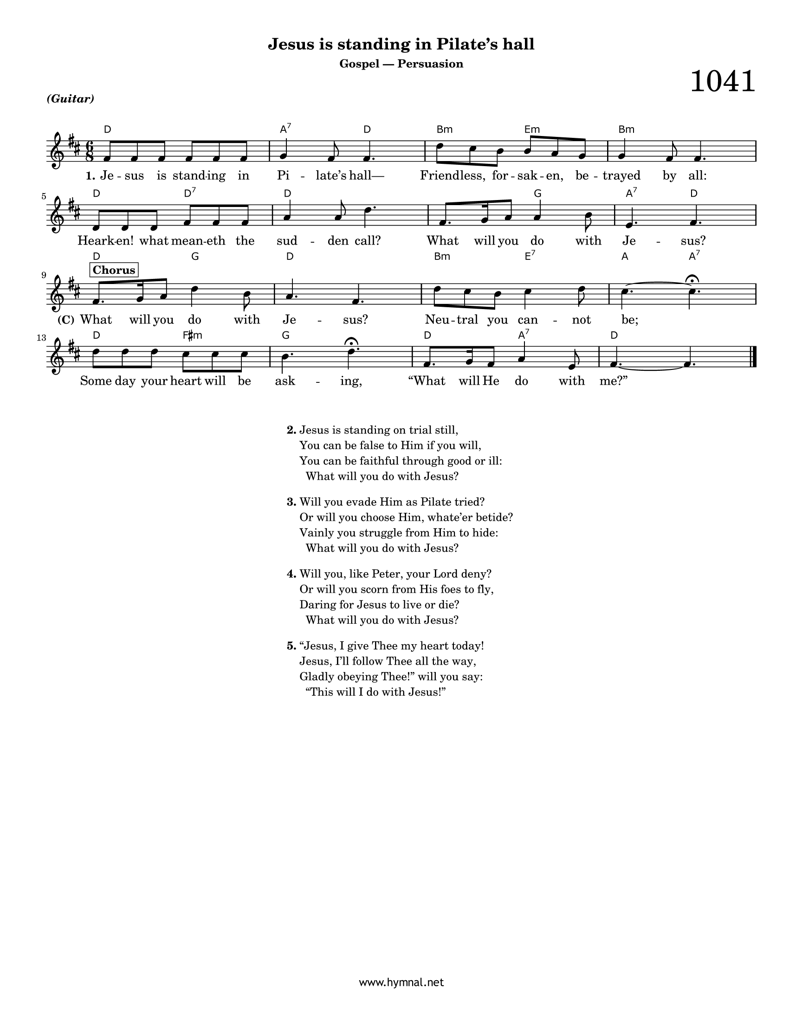 Jesus is standing in Pilate's hall
Gospel — Persuasion
1041
(Guitar)
D A7 D Bm Em Bm
6
8
1. Je - sus is stand-ing in Pi - late's hall— Friendless, for - sak - en, be - trayed by all:
5
D D7 D G A7 D
Heark-en! what mean-eth the sud - den call? What will you do with Je - sus?
9
D G D Bm E7 A A7
Chorus
(C) What will you do with Je - sus? Neu - tral you can - not be;
13
D F♯m G D A7 D
Some day your heart will be ask - ing, “What will He do with me?”
2. Jesus is standing on trial still,
You can be false to Him if you will,
You can be faithful through good or ill:
What will you do with Jesus?
3. Will you evade Him as Pilate tried?
Or will you choose Him, whate'er betide?
Vainly you struggle from Him to hide:
What will you do with Jesus?
4. Will you, like Peter, your Lord deny?
Or will you scorn from His foes to fly,
Daring for Jesus to live or die?
What will you do with Jesus?
5. “Jesus, I give Thee my heart today!
Jesus, I'll follow Thee all the way,
Gladly obeying Thee!” will you say:
“This will I do with Jesus!”
www.hymnal.net